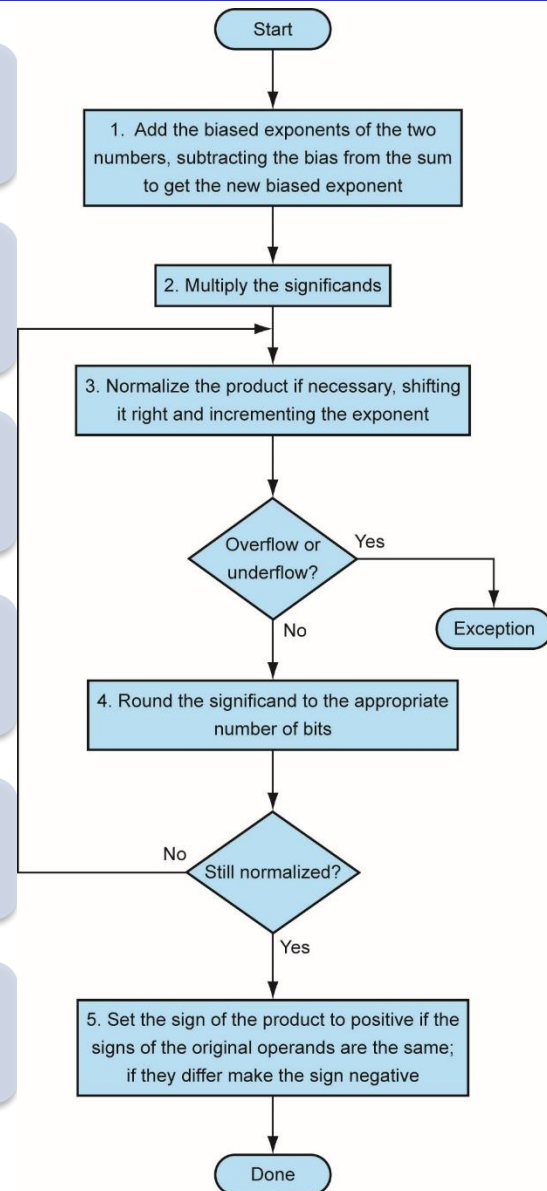 Start
1. Add the biased exponents of the two
numbers, subtracting the bias from the sum
to get the new biased exponent
2. Multiply the significands
3. Normalize the product if necessary, shifting
it right and incrementing the exponent
Overflow or
underflow?
Yes
Exception
No
4. Round the significand to the appropriate
number of bits
No
Still normalized?
Yes
5. Set the sign of the product to positive if the
signs of the original operands are the same;
if they differ make the sign negative
Done